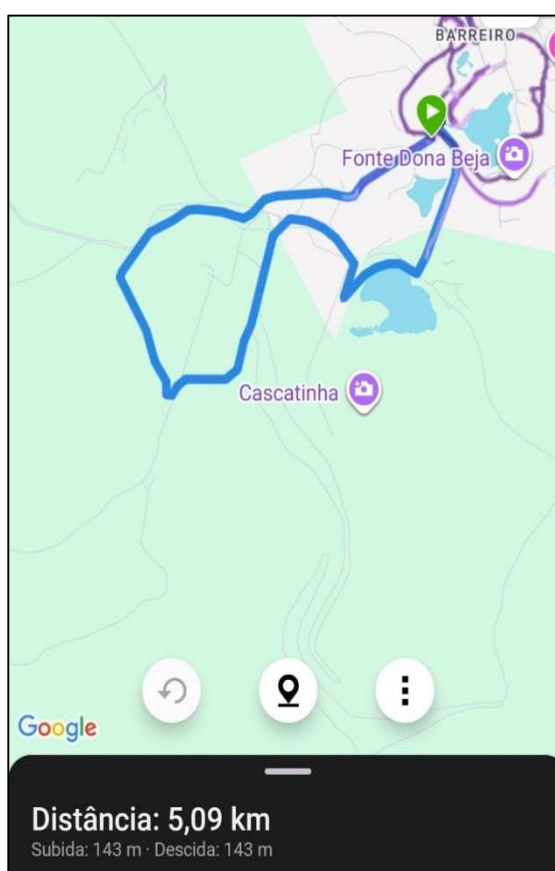 BARREIRO
Fonte Dona Beja
Cascatinha
Google
Distância: 5,09 km
Subida: 143 m · Descida: 143 m